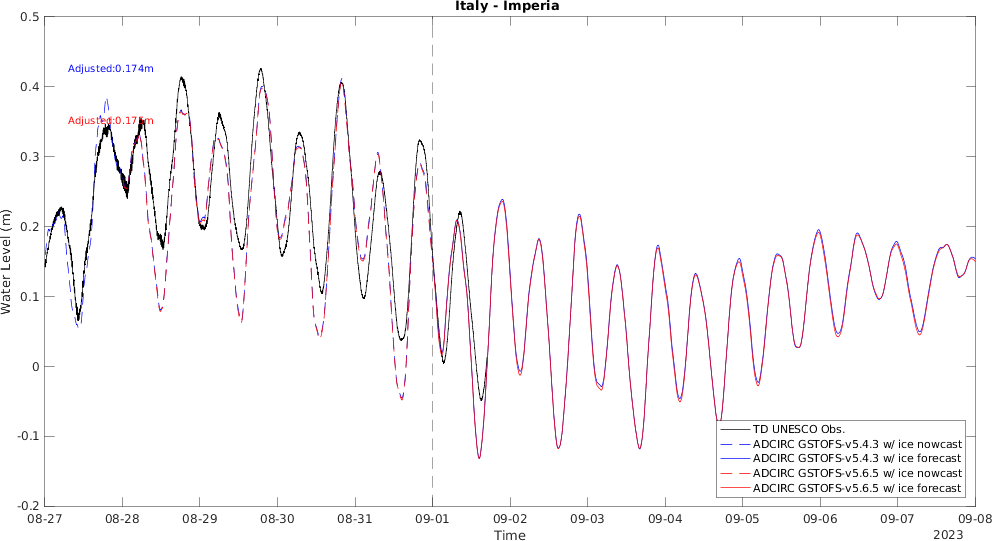 Italy - Imperia
0.5
0.4
0.3
0.2
0.1
0
-0.1
-0.2
Water Level (m)
Adjusted:0.174m
TD UNESCO Obs.
ADCIRC GSTOFS-v5.4.3 w/ ice nowcast
ADCIRC GSTOFS-v5.4.3 w/ ice forecast
ADCIRC GSTOFS-v5.6.5 w/ ice nowcast
ADCIRC GSTOFS-v5.6.5 w/ ice forecast
08-27 08-28 08-29 08-30 08-31 09-01 09-02 09-03 09-04 09-05 09-06 09-07 09-08
Time
2023